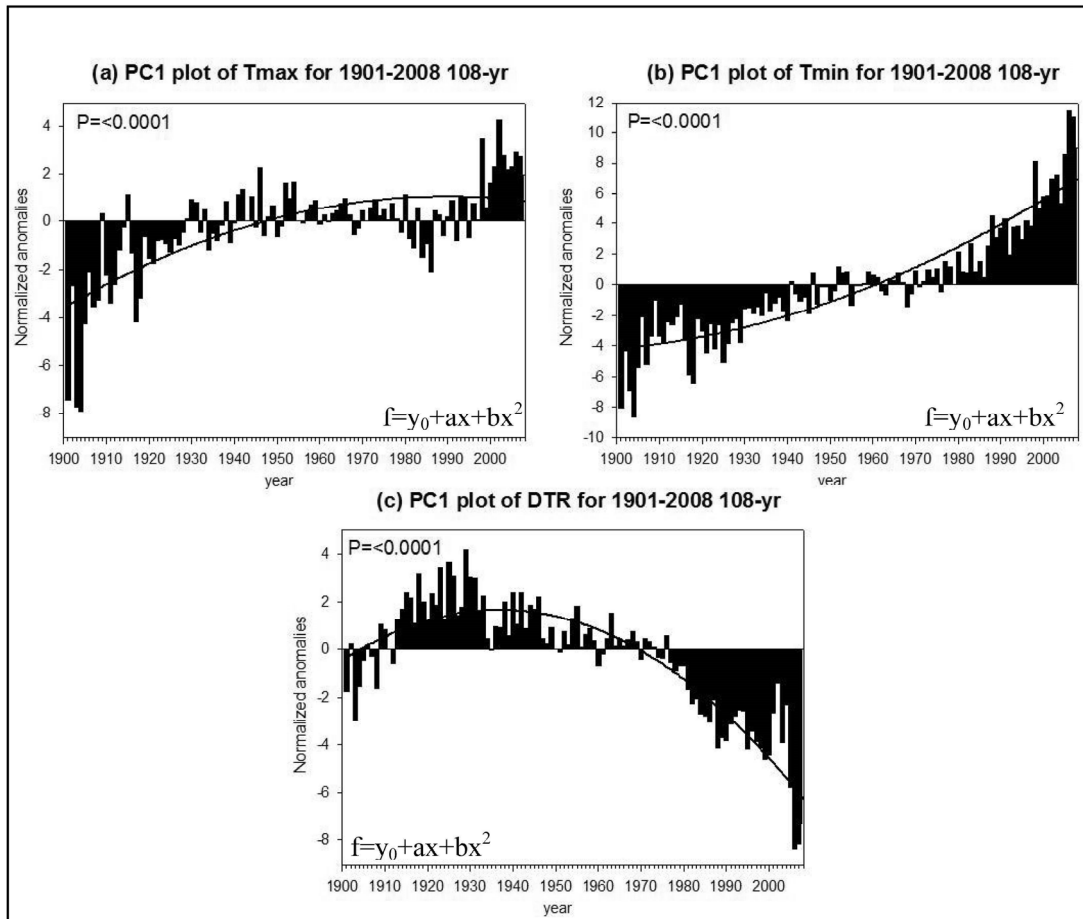 (a) PC1 plot of Tmax for 1901-2008 108-yr
P=<0.0001
Normalized anomalies
4
2
0
-2
-4
-6
8
f=y₀+ax+bx²
1900 1910 1920 1930 1940 1950 1960 1970 1980 1990 2000
year
(b) PC1 plot of Tmin for 1901-2008 108-yr
P=<0.0001
Normalized anomalies
12
10
8
6
4
2
0
-2
-4
-6
-8
-10
f=y₀+ax+bx²
1900 1910 1920 1930 1940 1950 1960 1970 1980 1990 2000
year
(c) PC1 plot of DTR for 1901-2008 108-yr
P=<0.0001
Normalized anomalies
4
2
0
-2
-4
-6
-8
f=y₀+ax+bx²
1900 1910 1920 1930 1940 1950 1960 1970 1980 1990 2000
year